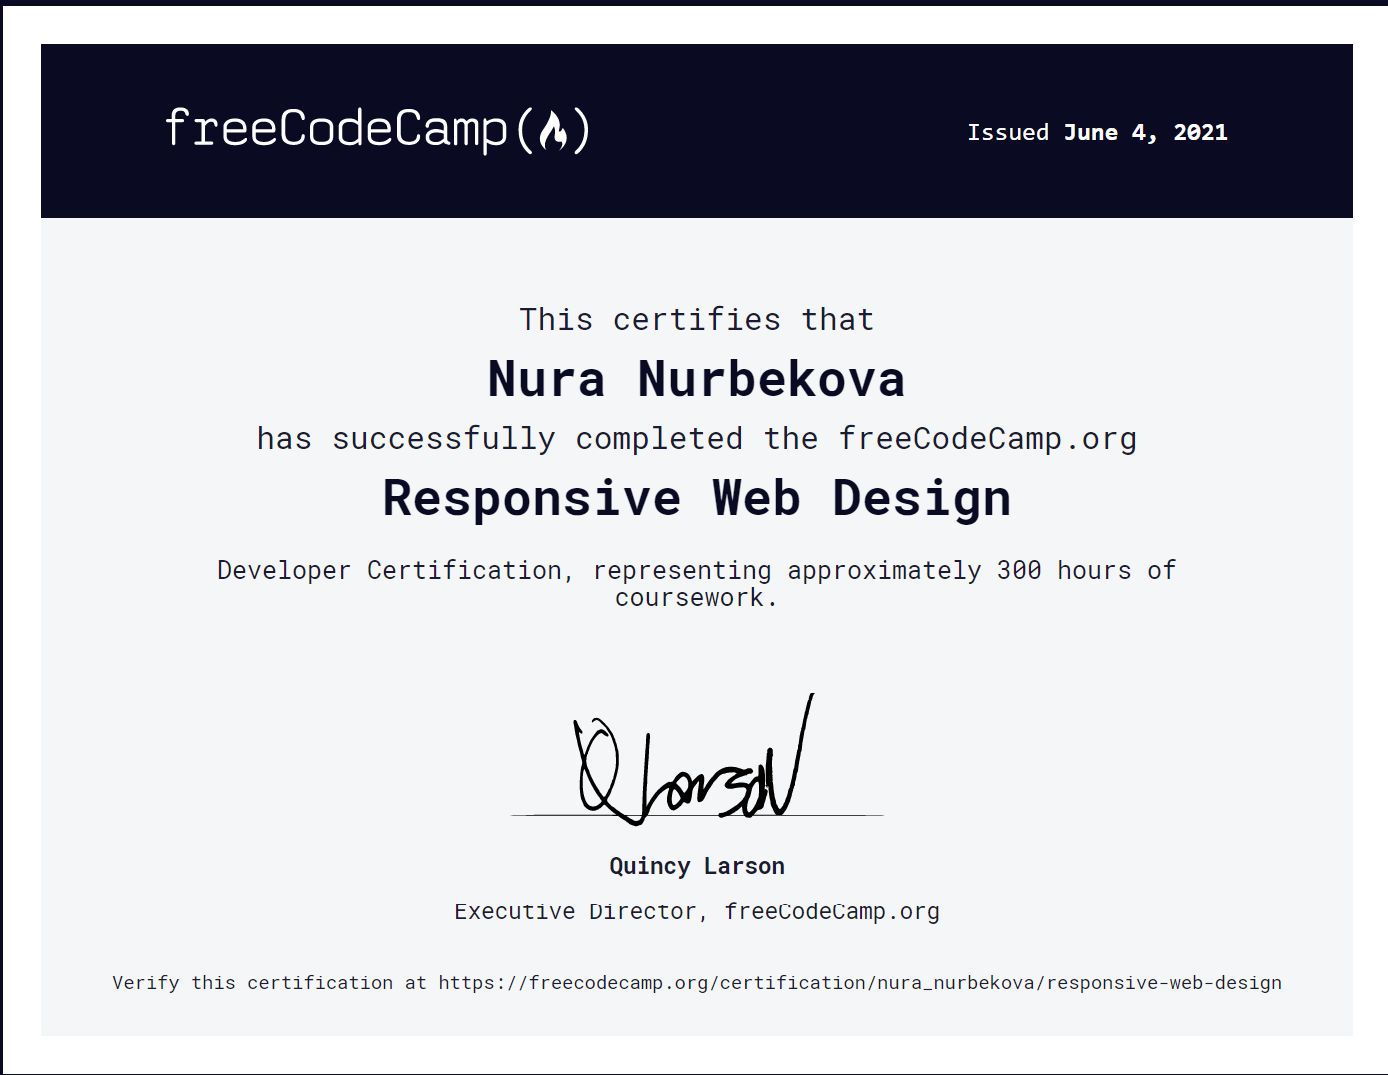 freeCodeCamp
Issued June 4, 2021
This certifies that
Nura Nurbekova
has successfully completed the freeCodeCamp.org
Responsive Web Design
Developer Certification, representing approximately 300 hours of
coursework.
Q Larson
Quincy Larson
Executive Director, freeCodeCamp.org
Verify this certification at https://freecodecamp.org/certification/nura_nurbekova/responsive-web-design